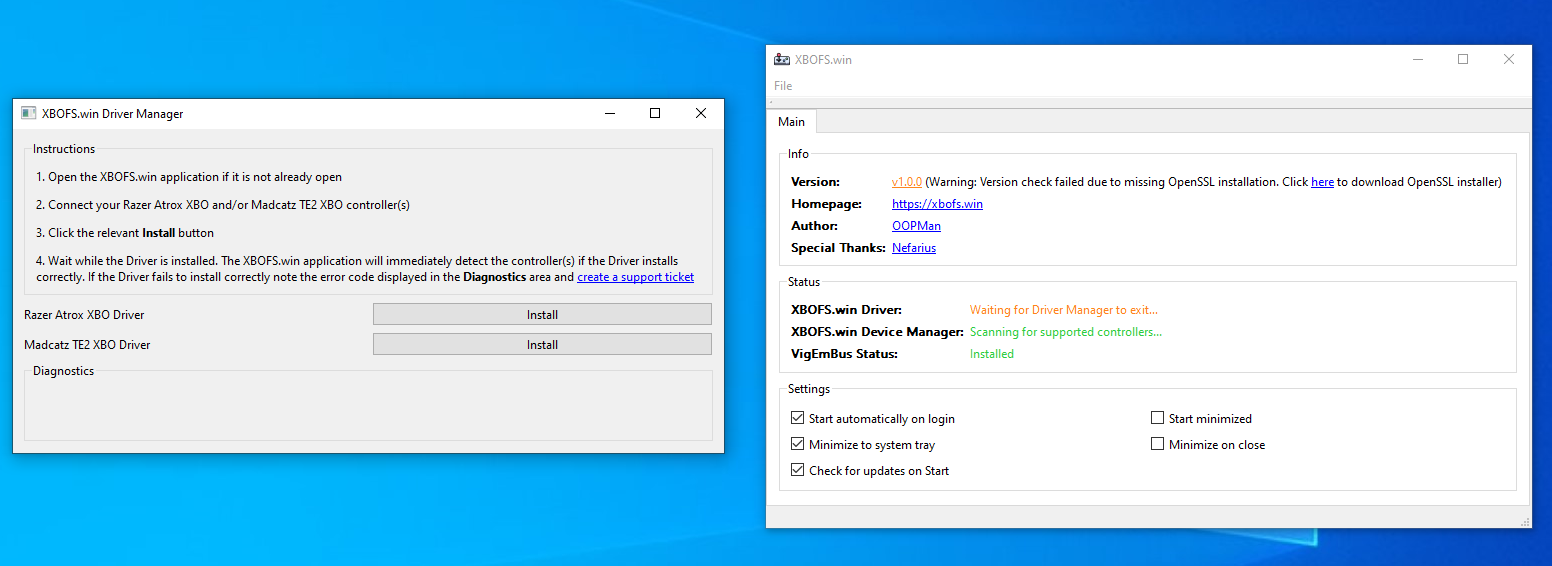 XBOFS.win Driver Manager
Instructions
1. Open the XBOFS.win application if it is not already open
2. Connect your Razer Atrox XBO and/or Madcatz TE2 XBO controller(s)
3. Click the relevant Install button
4. Wait while the Driver is installed. The XBOFS.win application will immediately detect the controller(s) if the Driver installs
correctly. If the Driver fails to install correctly note the error code displayed in the Diagnostics area and create a support ticket
Razer Atrox XBO Driver Install
Madcatz TE2 XBO Driver Install
Diagnostics
XBOFS.win
File
Main
Info
Version: v1.0.0 (Warning: Version check failed due to missing OpenSSL installation. Click here to download OpenSSL installer)
Homepage: https://xbofs.win
Author: OOPMan
Special Thanks: Nefarius
Status
XBOFS.win Driver: Waiting for Driver Manager to exit...
XBOFS.win Device Manager: Scanning for supported controllers...
VigEmBus Status: Installed
Settings
Start automatically on login Start minimized
Minimize to system tray Minimize on close
Check for updates on Start